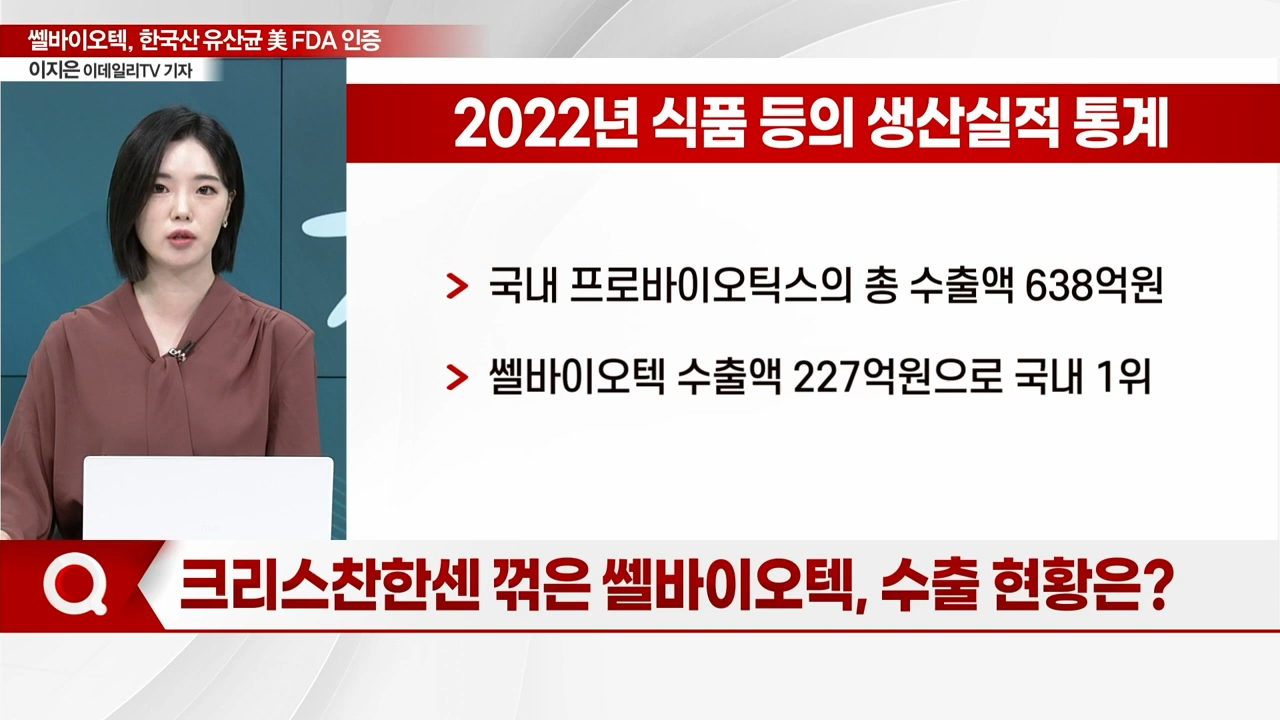 쎌바이오텍, 한국산 유산균 美 FDA 인증
이지은 이데일리TV 기자
2022년 식품 등의 생산실적 통계
> 국내 프로바이오틱스의 총 수출액 638억원
> 쎌바이오텍 수출액 227억원으로 국내 1위
Q 크리스찬한센 꺾은 쎌바이오텍, 수출 현황은?